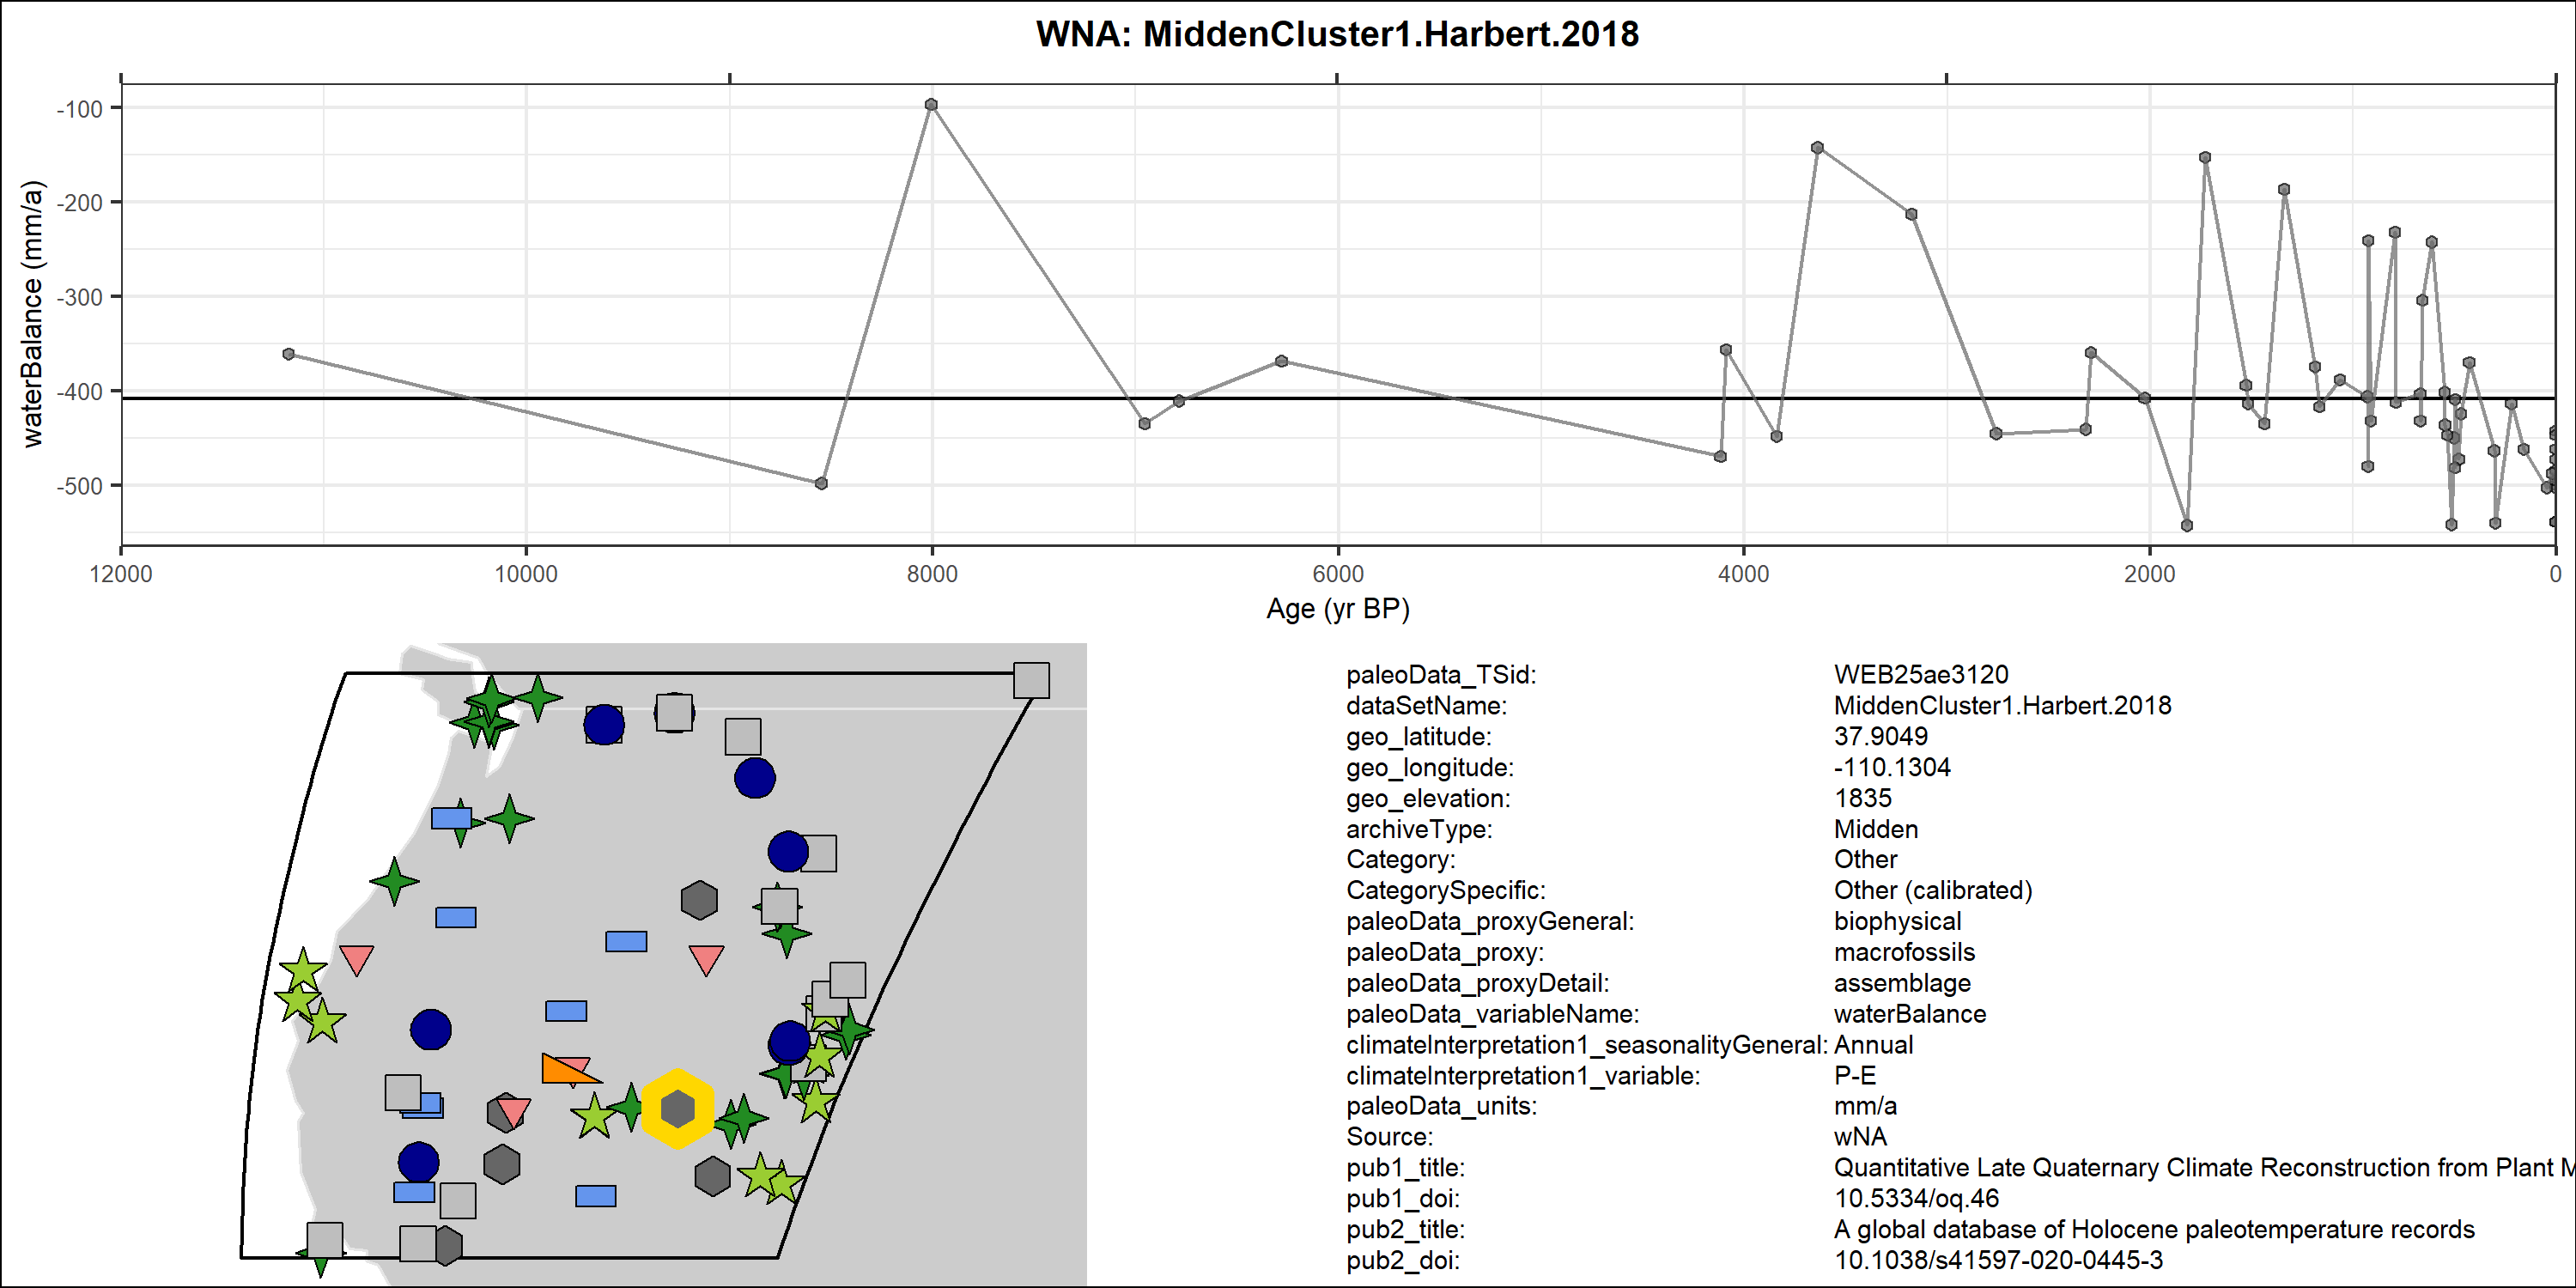 WNA: MiddenCluster1.Harbert.2018
waterBalance (mm/a)
-100
-200
-300
-400
-500
12000 10000 8000 6000 4000 2000 0
Age (yr BP)
paleoData_TSid: WEB25ae3120
dataSetName: MiddenCluster1.Harbert.2018
geo_latitude: 37.9049
geo_longitude: -110.1304
geo_elevation: 1835
archiveType: Midden
Category: Other
CategorySpecific: Other (calibrated)
paleoData_proxyGeneral: biophysical
paleoData_proxy: macrofossils
paleoData_proxyDetail: assemblage
paleoData_variableName: waterBalance
climateInterpretation1_seasonalityGeneral: Annual
climateInterpretation1_variable: P-E
paleoData_units: mm/a
Source: wNA
pub1_title: Quantitative Late Quaternary Climate Reconstruction from Plant
pub1_doi: 10.5334/oq.46
pub2_title: A global database of Holocene paleotemperature records
pub2_doi: 10.1038/s41597-020-0445-3